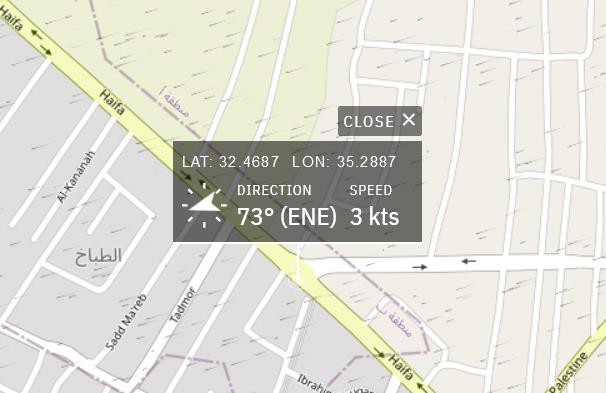 Haifa
Haifa
منطقة أ
CLOSE ×
LAT: 32.4687 LON: 35.2887
DIRECTION SPEED
73° (ENE) 3 kts
Al-Kananah
الطباخ
Sadd Ma'reb
Tadmor
منطقة ب
Haifa
Palestine